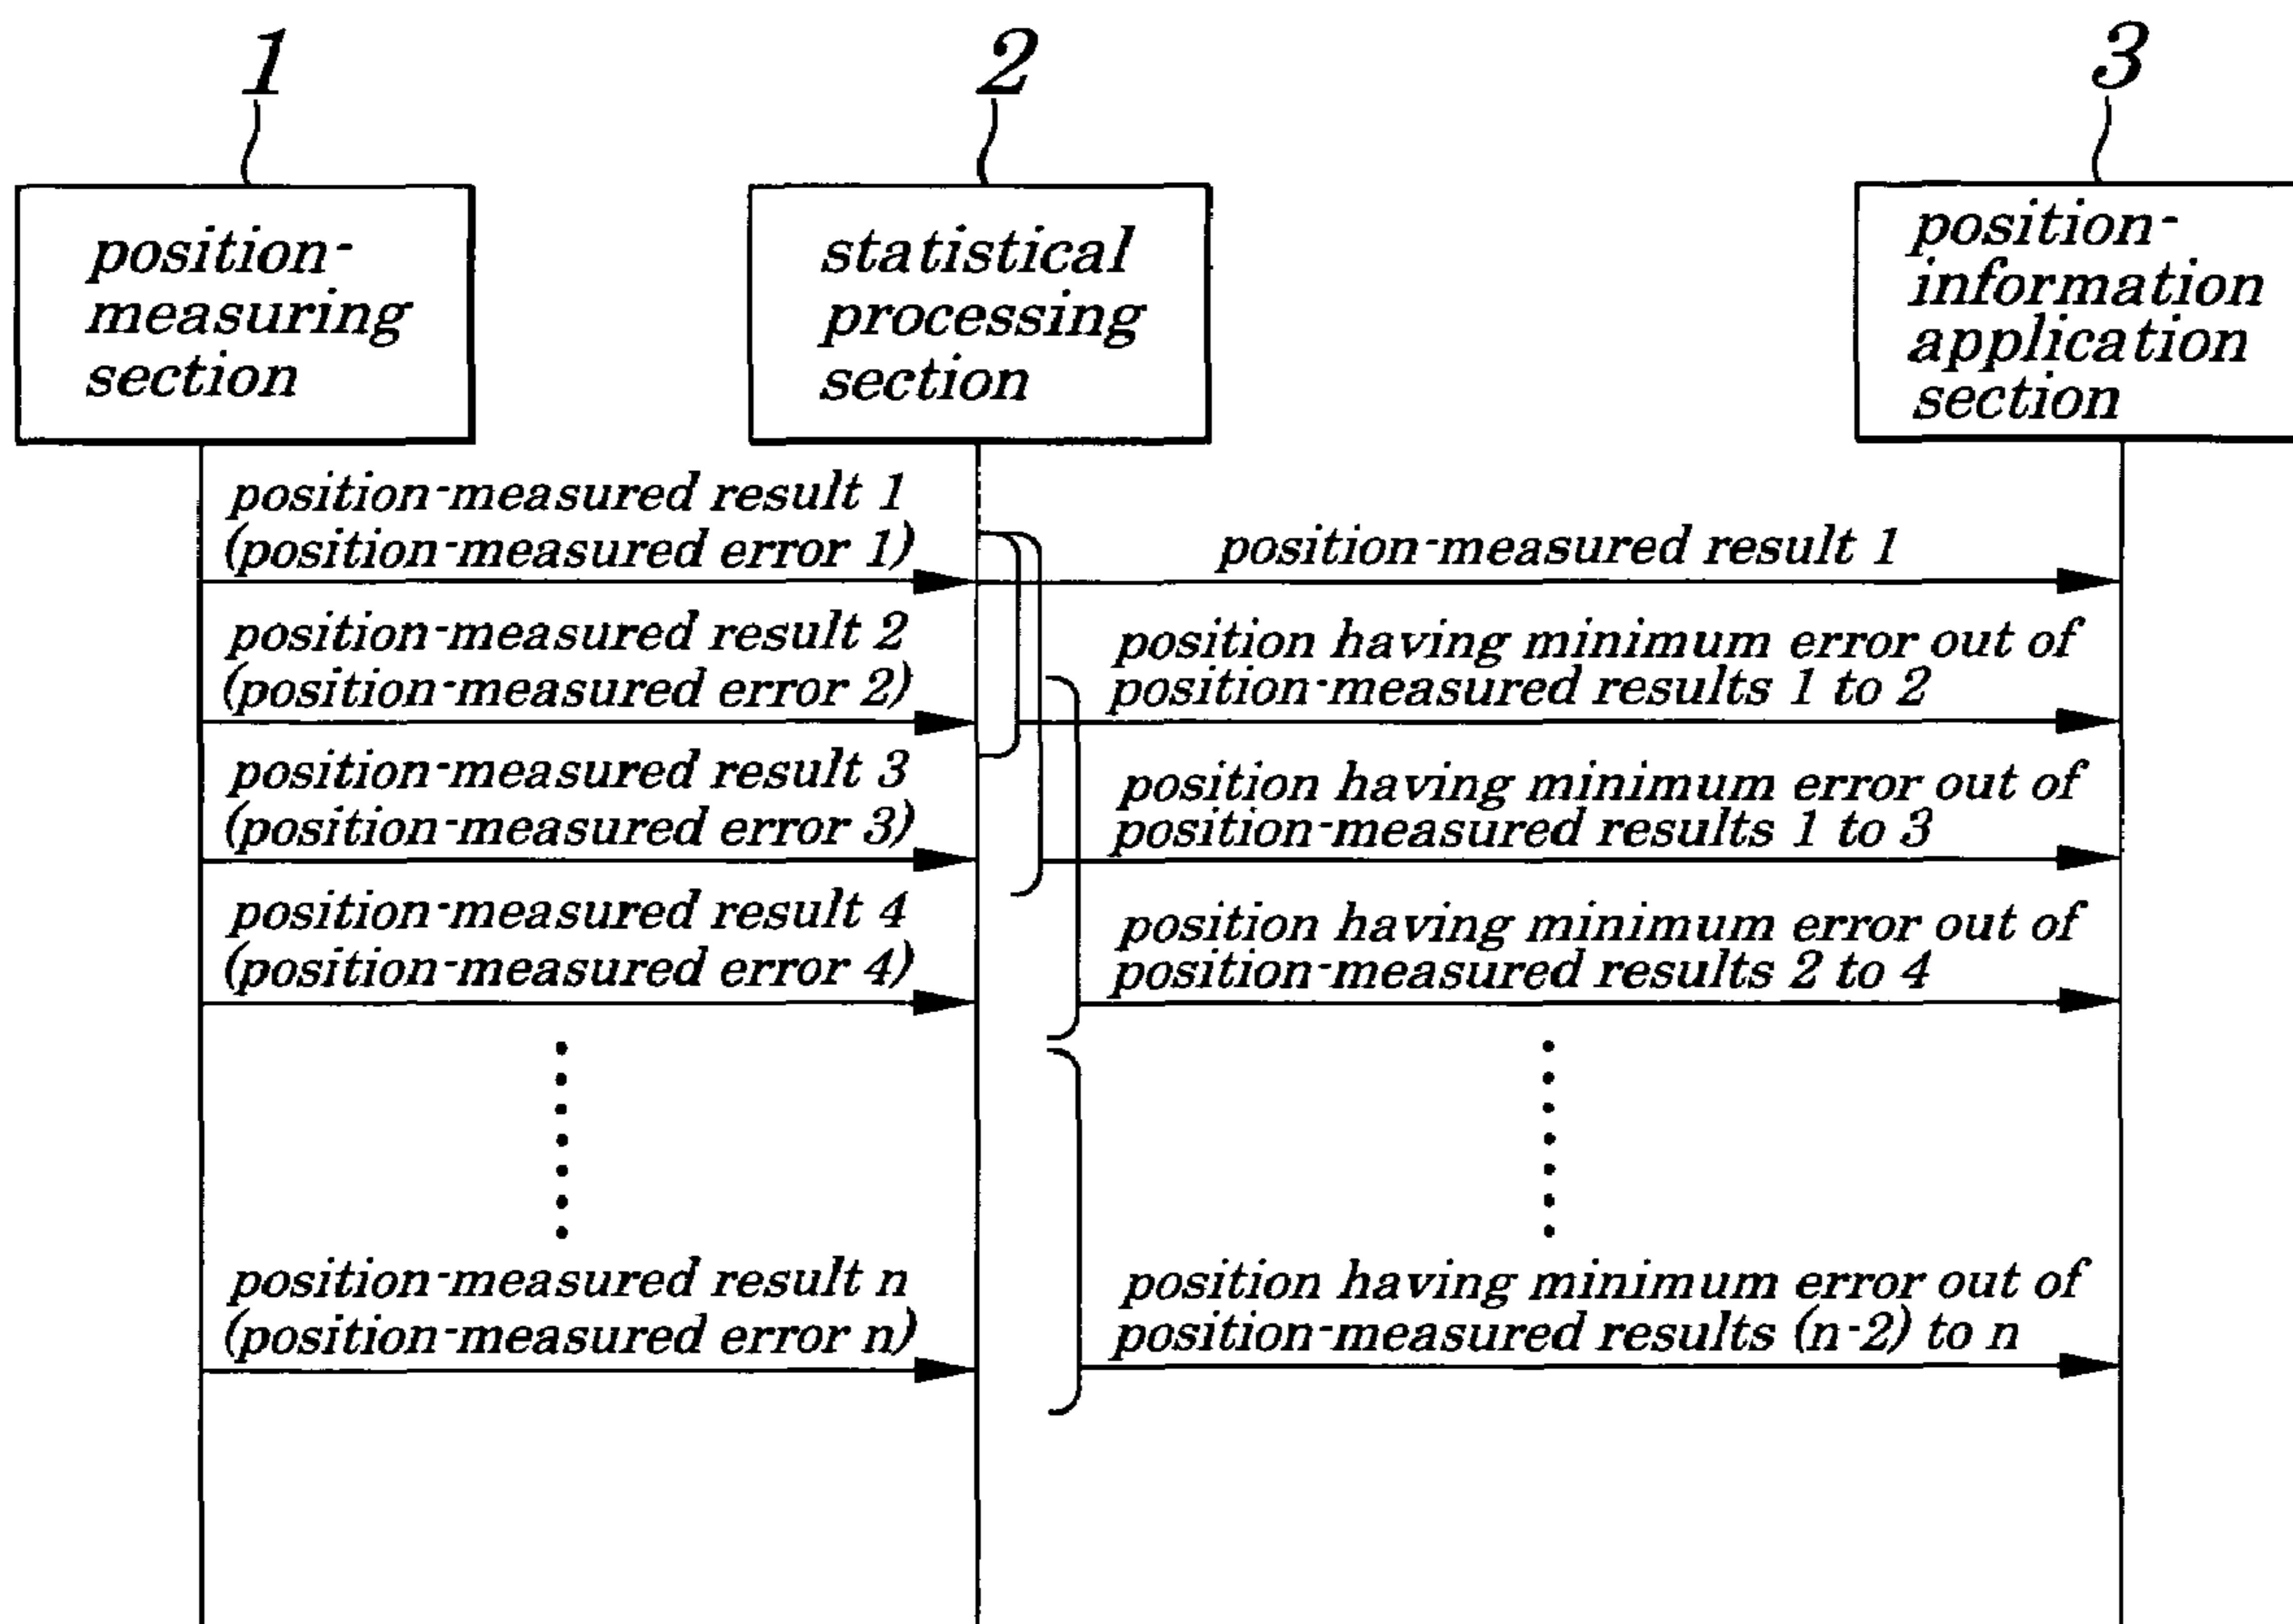 1
2
3
position-
measuring
section
statistical
processing
section
position-
information
application
section
position-measured result 1
(position-measured error 1)
position-measured result 1
position-measured result 2
(position-measured error 2)
position having minimum error out of
position-measured results 1 to 2
position-measured result 3
(position-measured error 3)
position having minimum error out of
position-measured results 1 to 3
position-measured result 4
(position-measured error 4)
position having minimum error out of
position-measured results 2 to 4
position-measured result n
(position-measured error n)
position having minimum error out of
position-measured results (n-2) to n